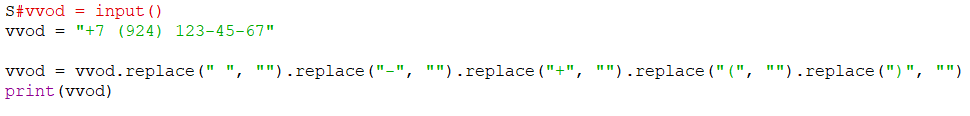 S#vvod = input()
vvod = "+7 (924) 123-45-67"
vvod = vvod.replace(" ", "").replace("-", "").replace("+", "").replace("(", "").replace(")", "")
print(vvod)